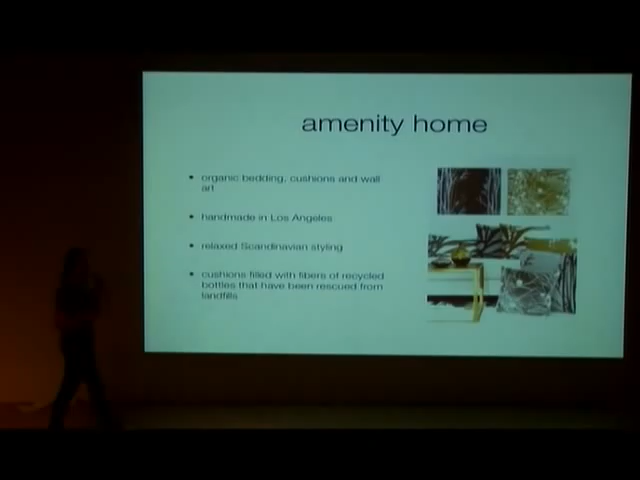 amenity home
• organic bedding, cushions and wall
art
• handmade in Los Angeles
• relaxed Scandinavian styling
• cushions filled with fibers of recycled
bottles that have been rescued from
landfills